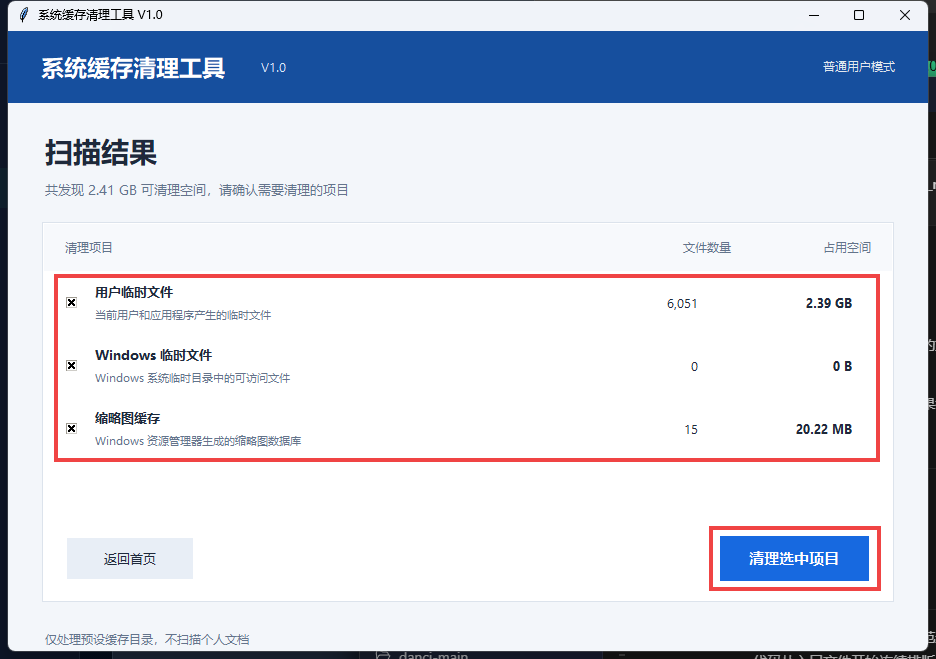 系统缓存清理工具 V1.0
系统缓存清理工具 V1.0 普通用户模式
扫描结果
共发现 2.41 GB 可清理空间，请确认需要清理的项目
清理项目 文件数量 占用空间
用户临时文件 6,051 2.39 GB
当前用户和应用程序产生的临时文件
Windows 临时文件 0 0 B
Windows 系统临时目录中的可访问文件
缩略图缓存 15 20.22 MB
Windows 资源管理器生成的缩略图数据库
返回首页 清理选中项目
仅处理预设缓存目录，不扫描个人文档
danci-main